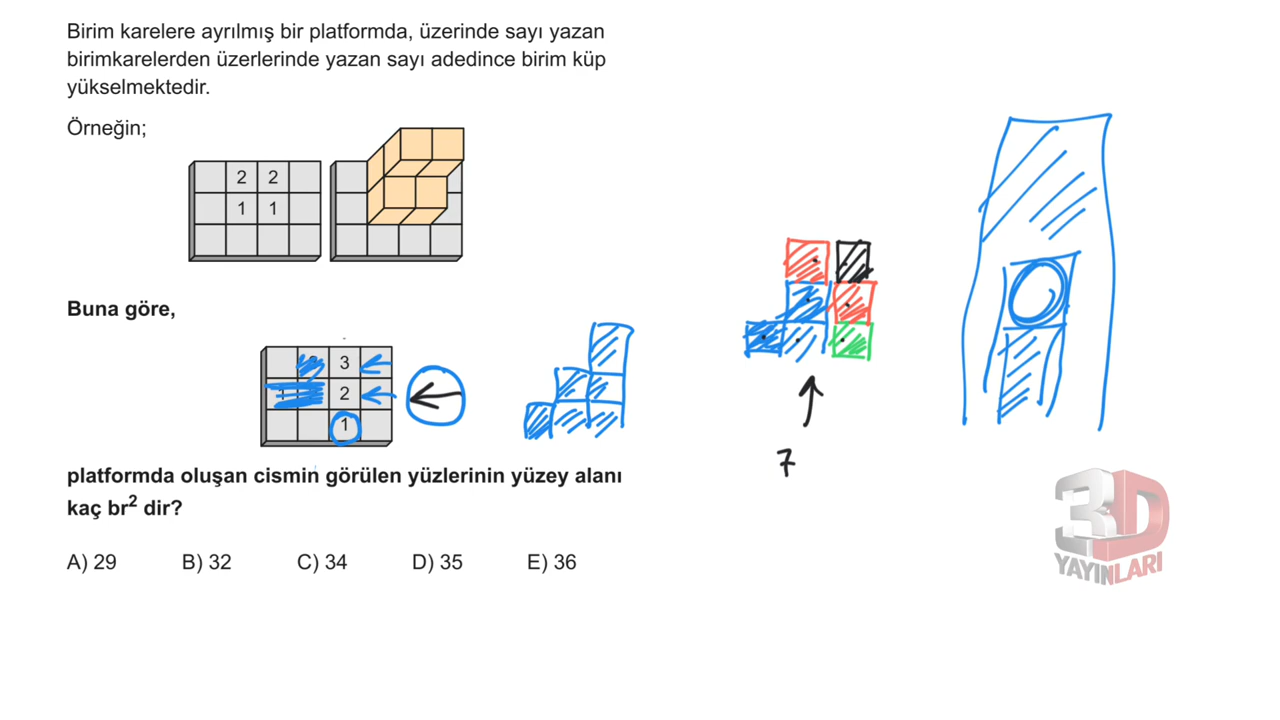 Birim karelere ayrılmış bir platformda, üzerinde sayı yazan
birimkarelerden üzerlerinde yazan sayı adedince birim küp
yükselmektedir.
Örneğin;
2 2
1 1
Buna göre,
3
2
1
7
platformda oluşan cismin görülen yüzlerinin yüzey alanı
kaç br² dir?
A) 29 B) 32 C) 34 D) 35 E) 36
3D
YAYINLARI